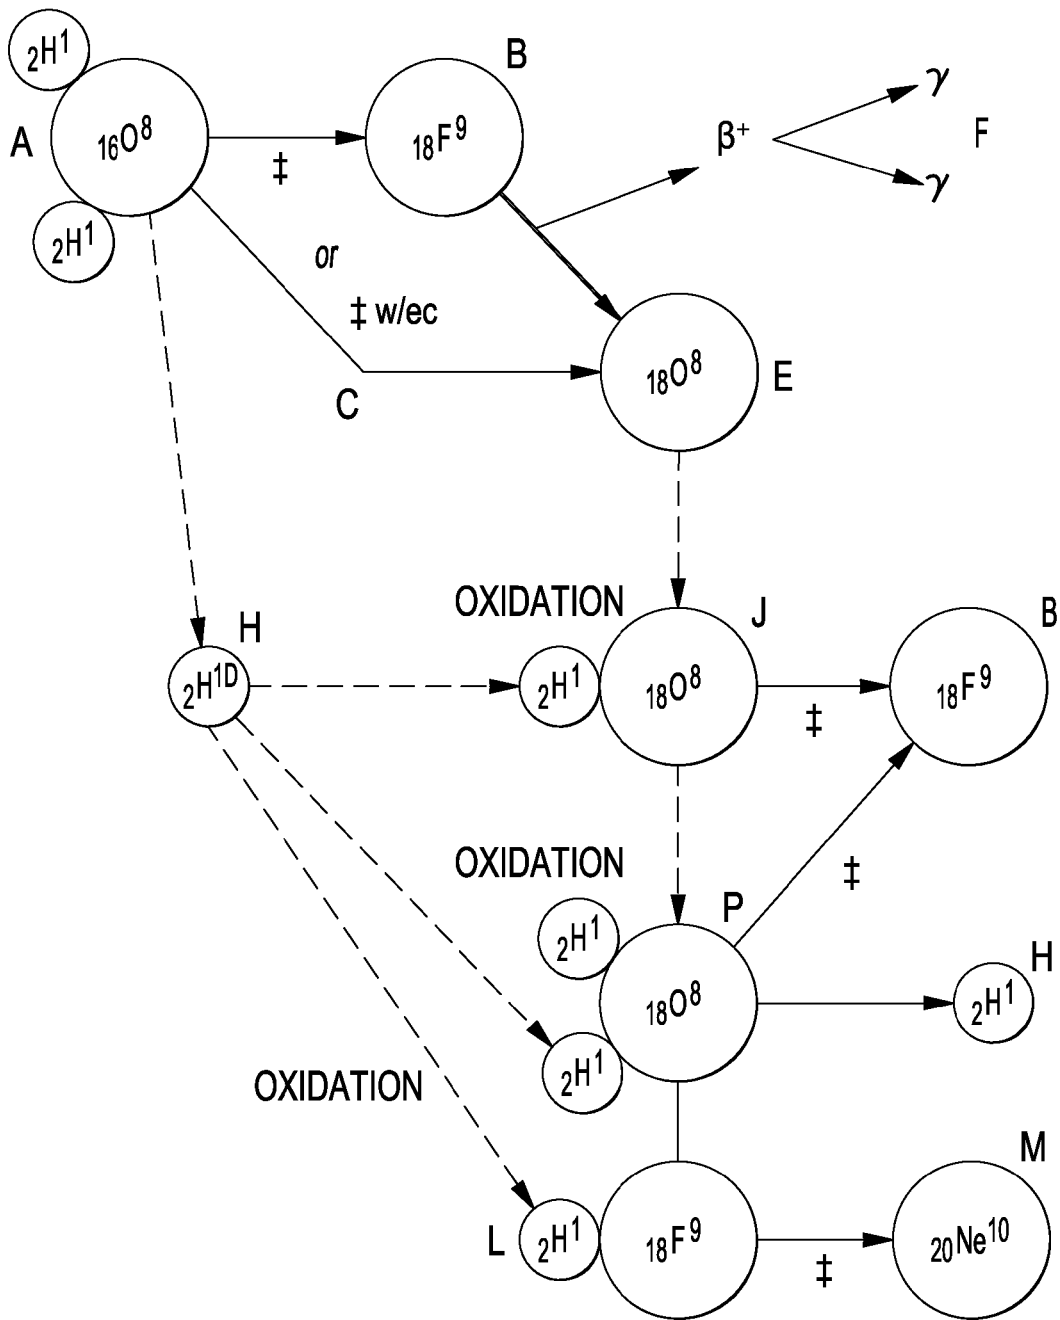 ₂H¹
A
₁₆O⁸
₂H¹
‡
B
₁₈F⁹
β⁺
γ
γ
F
or
‡ w/ec
C
₁₈O⁸
E
H
₂H¹ᴰ
OXIDATION
₂H¹
₁₈O⁸
J
‡
B
₁₈F⁹
OXIDATION
₂H¹
₁₈O⁸
P
₂H¹
‡
H
₂H¹
OXIDATION
L
₂H¹
₁₈F⁹
‡
M
₂₀Ne¹⁰